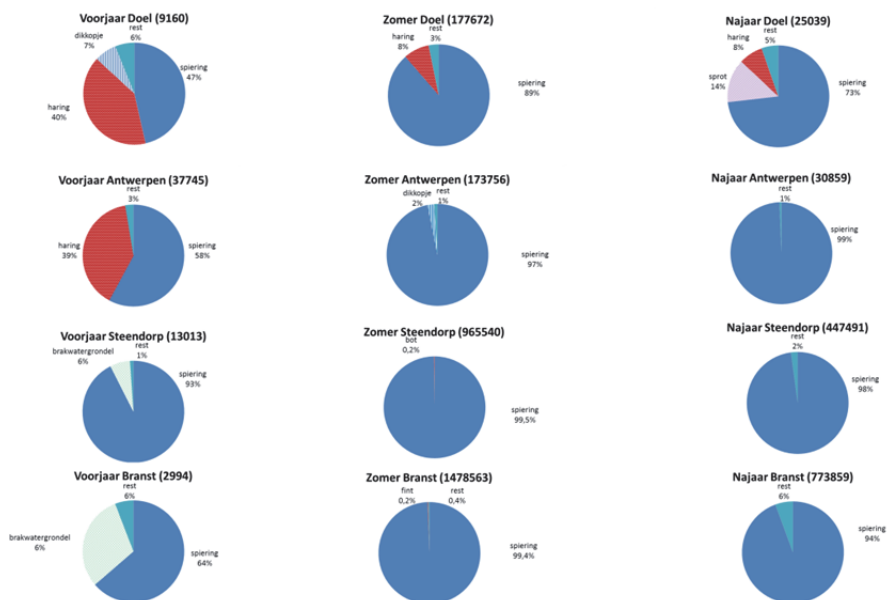 Voorjaar Doel (9160)
rest
6%
dikkopje
7%
spiering
47%
haring
40%
Zomer Doel (177672)
rest
3%
haring
8%
spiering
89%
Najaar Doel (25039)
rest
5%
haring
8%
sprot
14%
spiering
73%
Voorjaar Antwerpen (37745)
rest
3%
haring
39%
spiering
58%
Zomer Antwerpen (173756)
dikkopje
2%
rest
1%
spiering
97%
Najaar Antwerpen (30859)
rest
1%
spiering
99%
Voorjaar Steendorp (13013)
brakwatergrondel
6%
rest
1%
spiering
93%
Zomer Steendorp (965540)
bot
0,2%
spiering
99,5%
Najaar Steendorp (447491)
rest
2%
spiering
98%
Voorjaar Branst (2994)
rest
6%
brakwatergrondel
6%
spiering
64%
Zomer Branst (1478563)
fint
0,2%
rest
0,4%
spiering
99,4%
Najaar Branst (773859)
rest
6%
spiering
94%